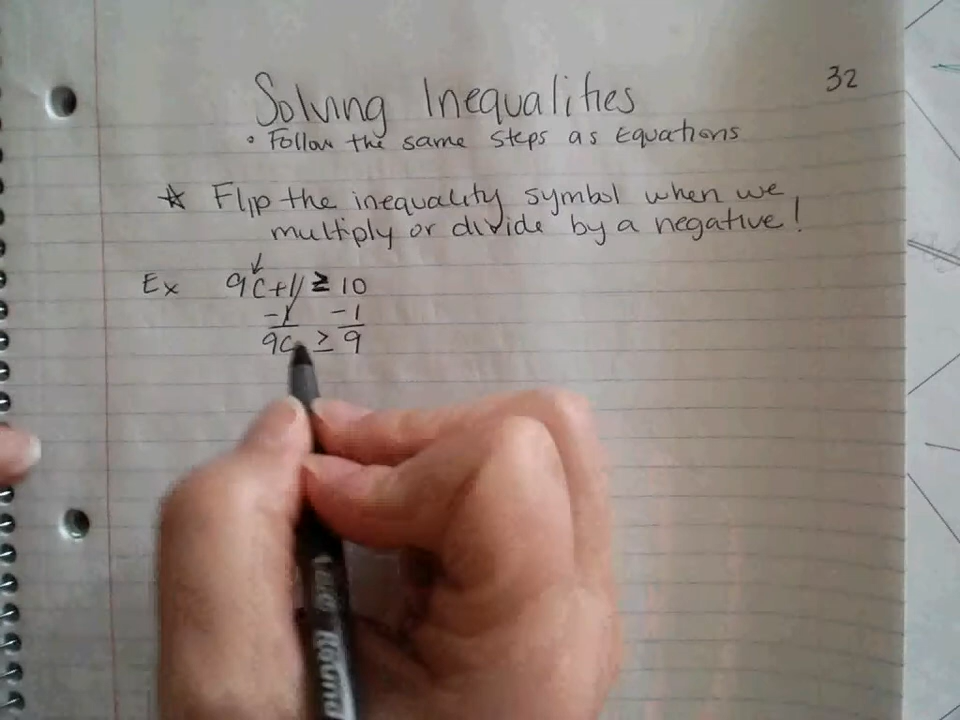 Solving Inequalities
32
• Follow the same steps as Equations
☆ Flip the inequality symbol when we
multiply or divide by a negative!
Ex 9c+1 ≥ 10
-1 -1
9c ≥ 9